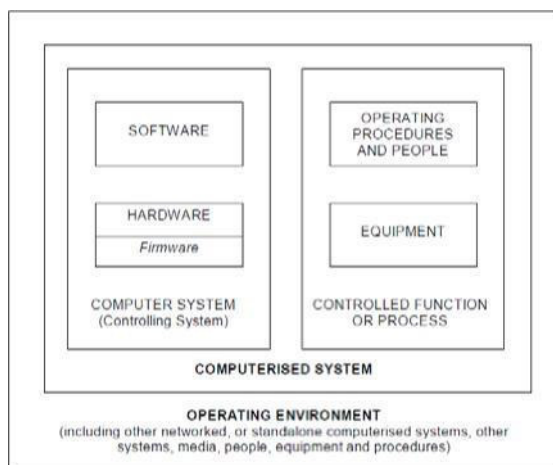 SOFTWARE
HARDWARE
Firmware
COMPUTER SYSTEM
(Controlling System)
OPERATING
PROCEDURES
AND PEOPLE
EQUIPMENT
CONTROLLED FUNCTION
OR PROCESS
COMPUTERISED SYSTEM
OPERATING ENVIRONMENT
(including other networked, or standalone computerised systems, other
systems, media, people, equipment and procedures)